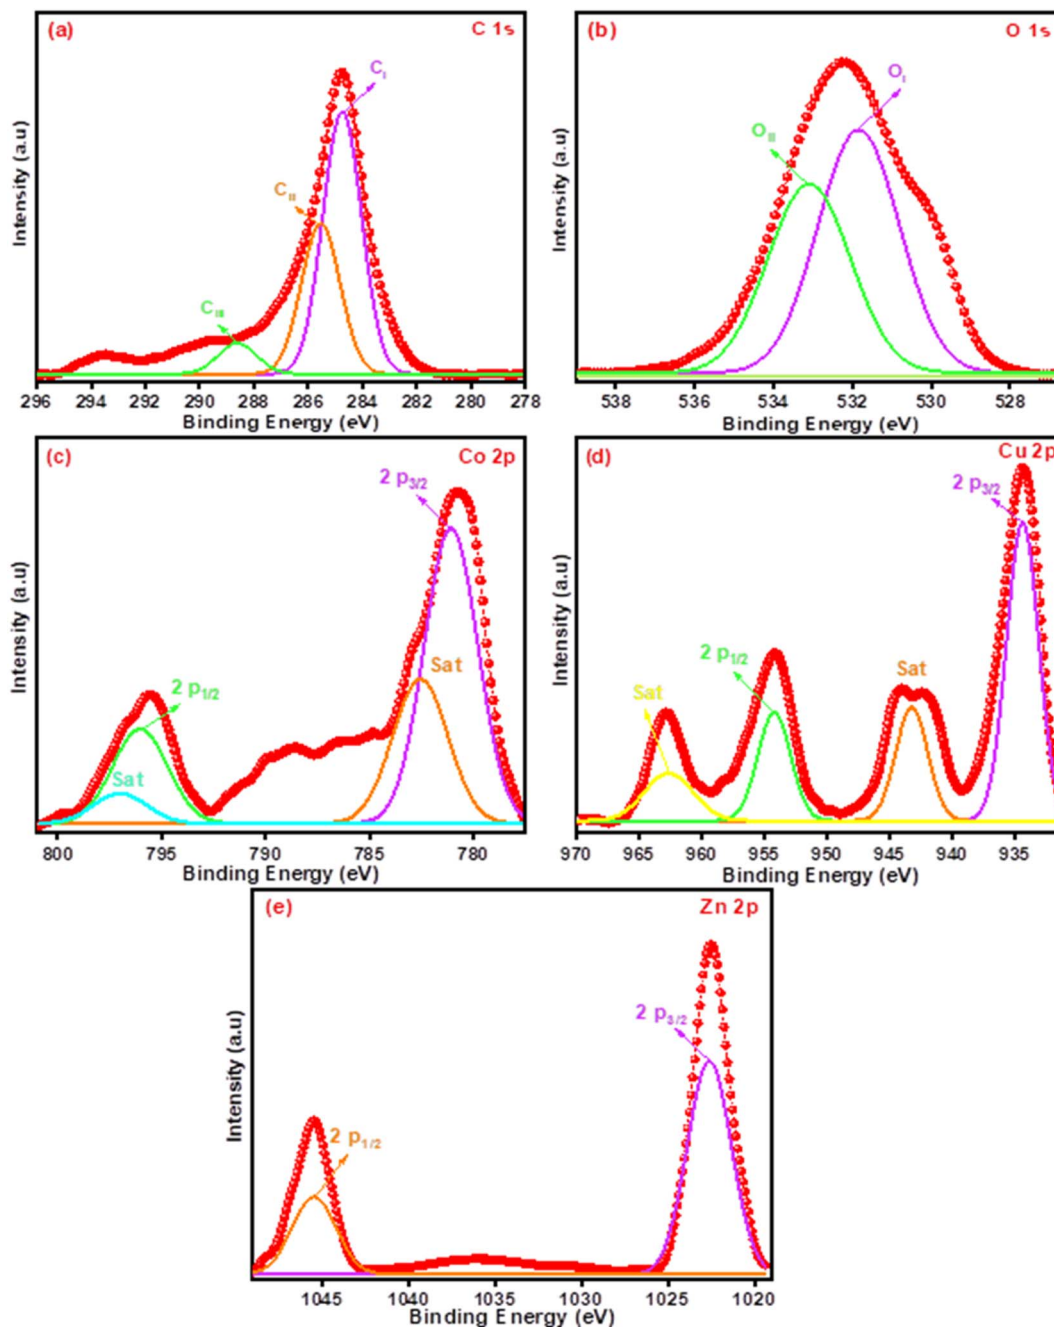 (a) C 1s
C_I
C_II
C_III
Intensity (a.u)
296 294 292 290 288 286 284 282 280 278
Binding Energy (eV)
(b) O 1s
O_I
O_II
Intensity (a.u)
538 536 534 532 530 528
Binding Energy (eV)
(c) Co 2p
2 p3/2
Sat
2 p1/2
Sat
Intensity (a.u)
800 795 790 785 780
Binding Energy (eV)
(d) Cu 2p
2 p3/2
2 p1/2
Sat
Sat
Intensity (a.u)
970 965 960 955 950 945 940 935
Binding Energy (eV)
(e) Zn 2p
2 p3/2
2 p1/2
Intensity (a.u)
1045 1040 1035 1030 1025 1020
Binding Energy (eV)